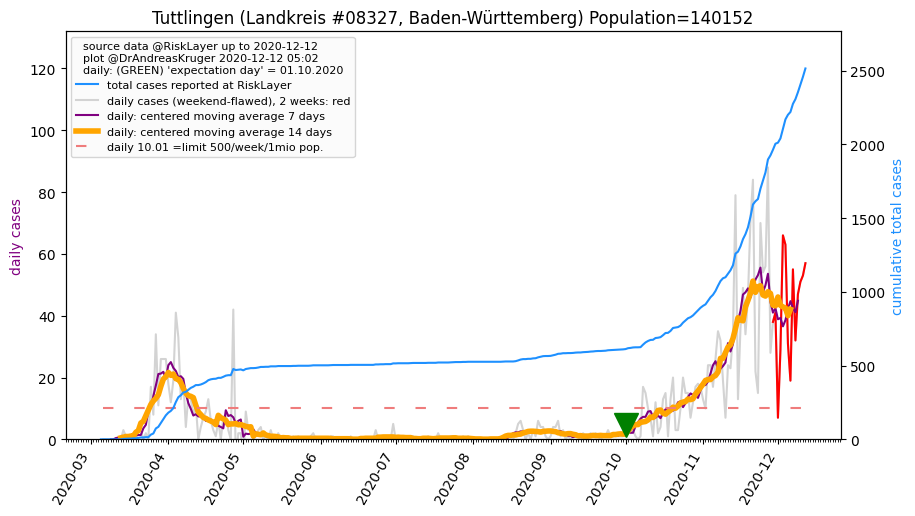 Tuttlingen (Landkreis #08327, Baden-Württemberg) Population=140152
source data @RiskLayer up to 2020-12-12
plot @DrAndreasKruger 2020-12-12 05:02
daily: (GREEN) 'expectation day' = 01.10.2020
total cases reported at RiskLayer
daily cases (weekend-flawed), 2 weeks: red
daily: centered moving average 7 days
daily: centered moving average 14 days
daily 10.01 =limit 500/week/1mio pop.
daily cases
120
100
80
60
40
20
0
cumulative total cases
2500
2000
1500
1000
500
0
2020-03
2020-04
2020-05
2020-06
2020-07
2020-08
2020-09
2020-10
2020-11
2020-12